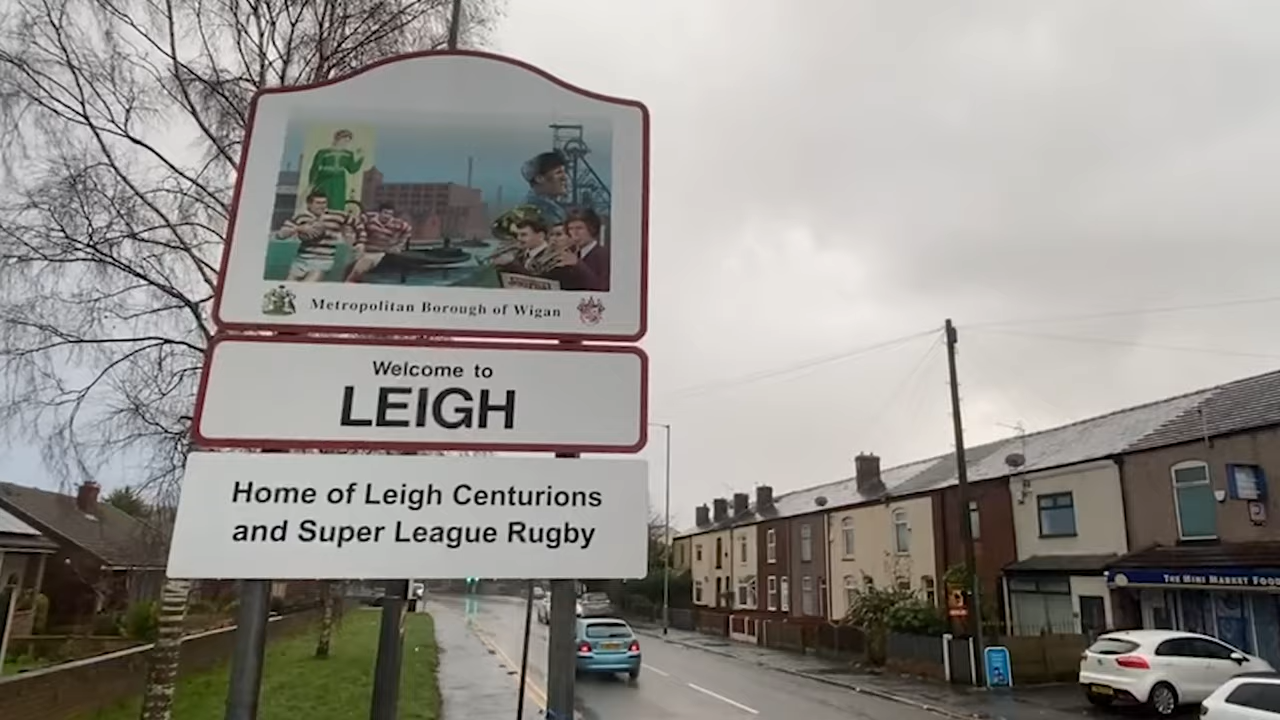 Metropolitan Borough of Wigan
Welcome to
LEIGH
Home of Leigh Centurions
and Super League Rugby
THE MINI MARKET FOOD